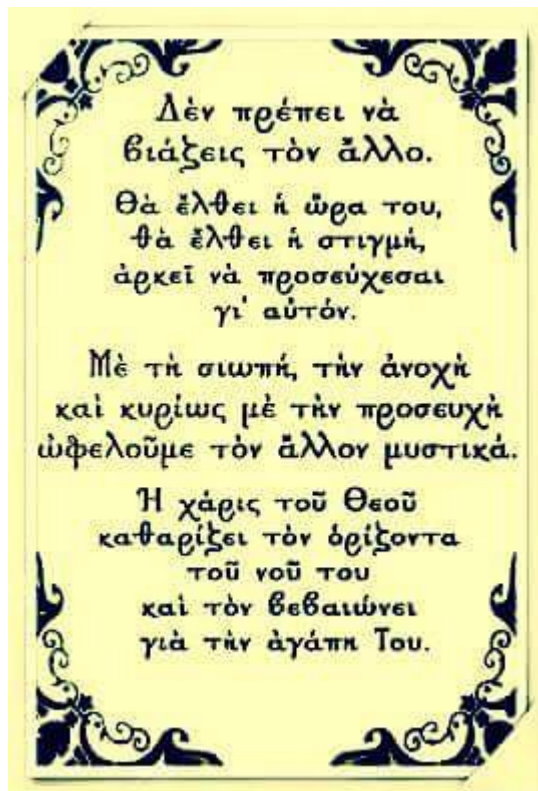 Δὲν πρέπει νὰ
βιάζεις τὸν ἄλλο.
Θὰ ἔλθει ἡ ὥρα του,
θὰ ἔλθει ἡ στιγμή,
ἀρκεῖ νὰ προσεύχεσαι
γι' αὐτόν.
Μὲ τὴ σιωπή, τὴν ἀνοχὴ
καὶ κυρίως μὲ τὴν προσευχὴ
ὠφελοῦμε τὸν ἄλλον μυστικά.
Ἡ χάρις τοῦ Θεοῦ
καθαρίζει τὸν ὁρίζοντα
τοῦ νοῦ του
καὶ τὸν βεβαιώνει
γιὰ τὴν ἀγάπη Του.